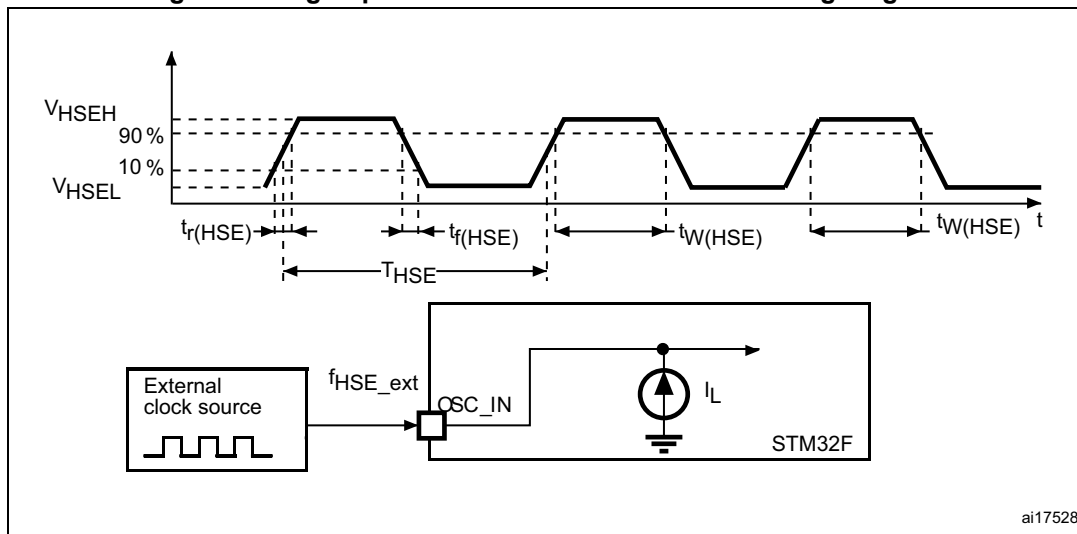 VHSEH
90 %
10 %
VHSEL
tr(HSE)
tf(HSE)
tW(HSE)
tW(HSE)
t
THSE
External
clock source
fHSE_ext
OSC_IN
IL
STM32F
ai17528